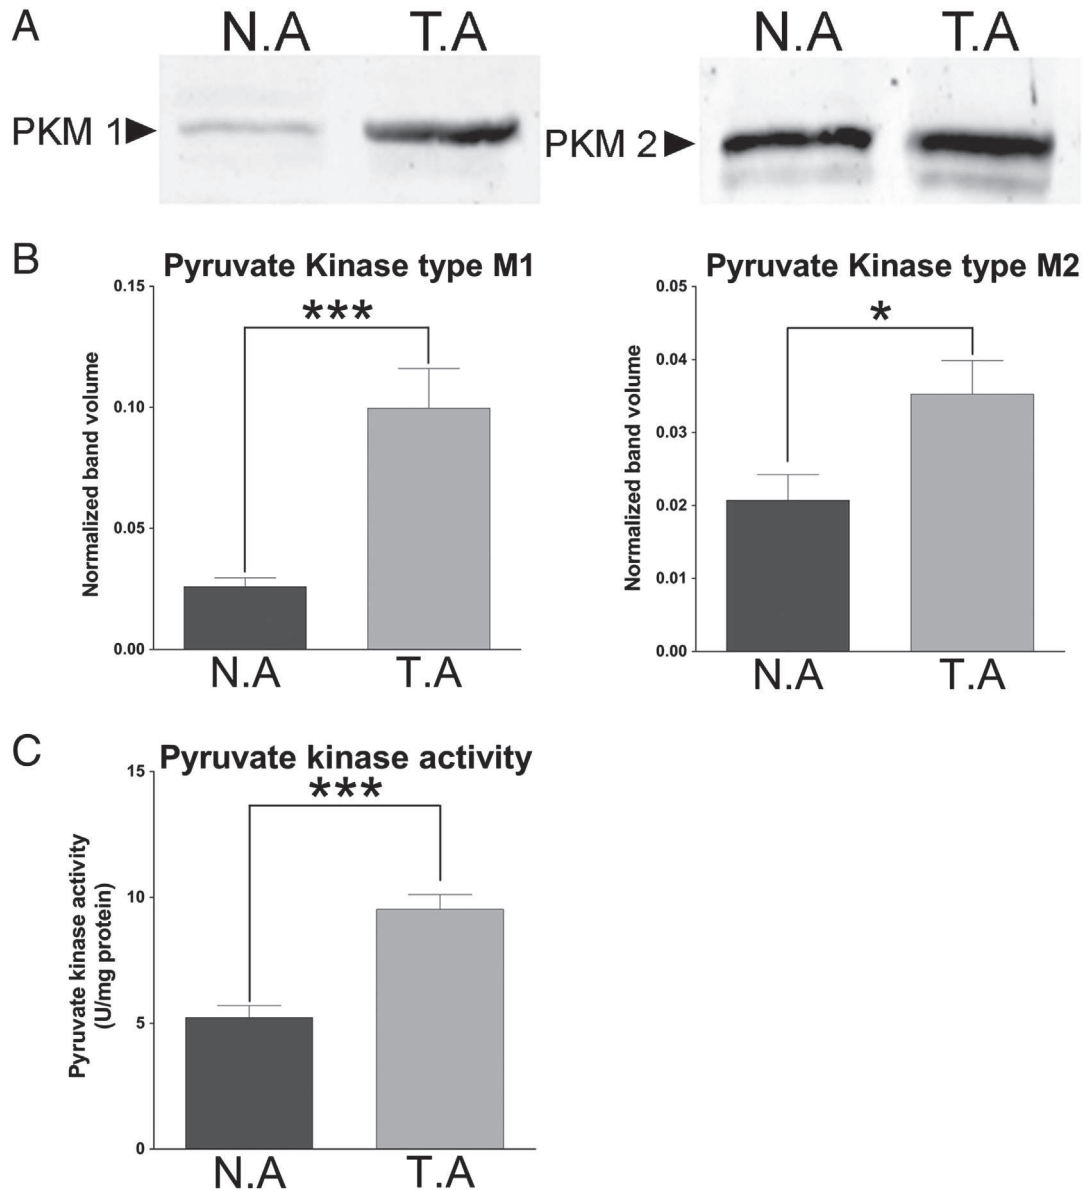 A
N.A T.A
N.A T.A
PKM 1
PKM 2
B
Pyruvate Kinase type M1
Normalized band volume
0.15
0.10
0.05
0.00
***
N.A T.A
Pyruvate Kinase type M2
Normalized band volume
0.05
0.04
0.03
0.02
0.01
0.00
*
N.A T.A
C
Pyruvate kinase activity
Pyruvate kinase activity
(U/mg protein)
15
10
5
0
***
N.A T.A